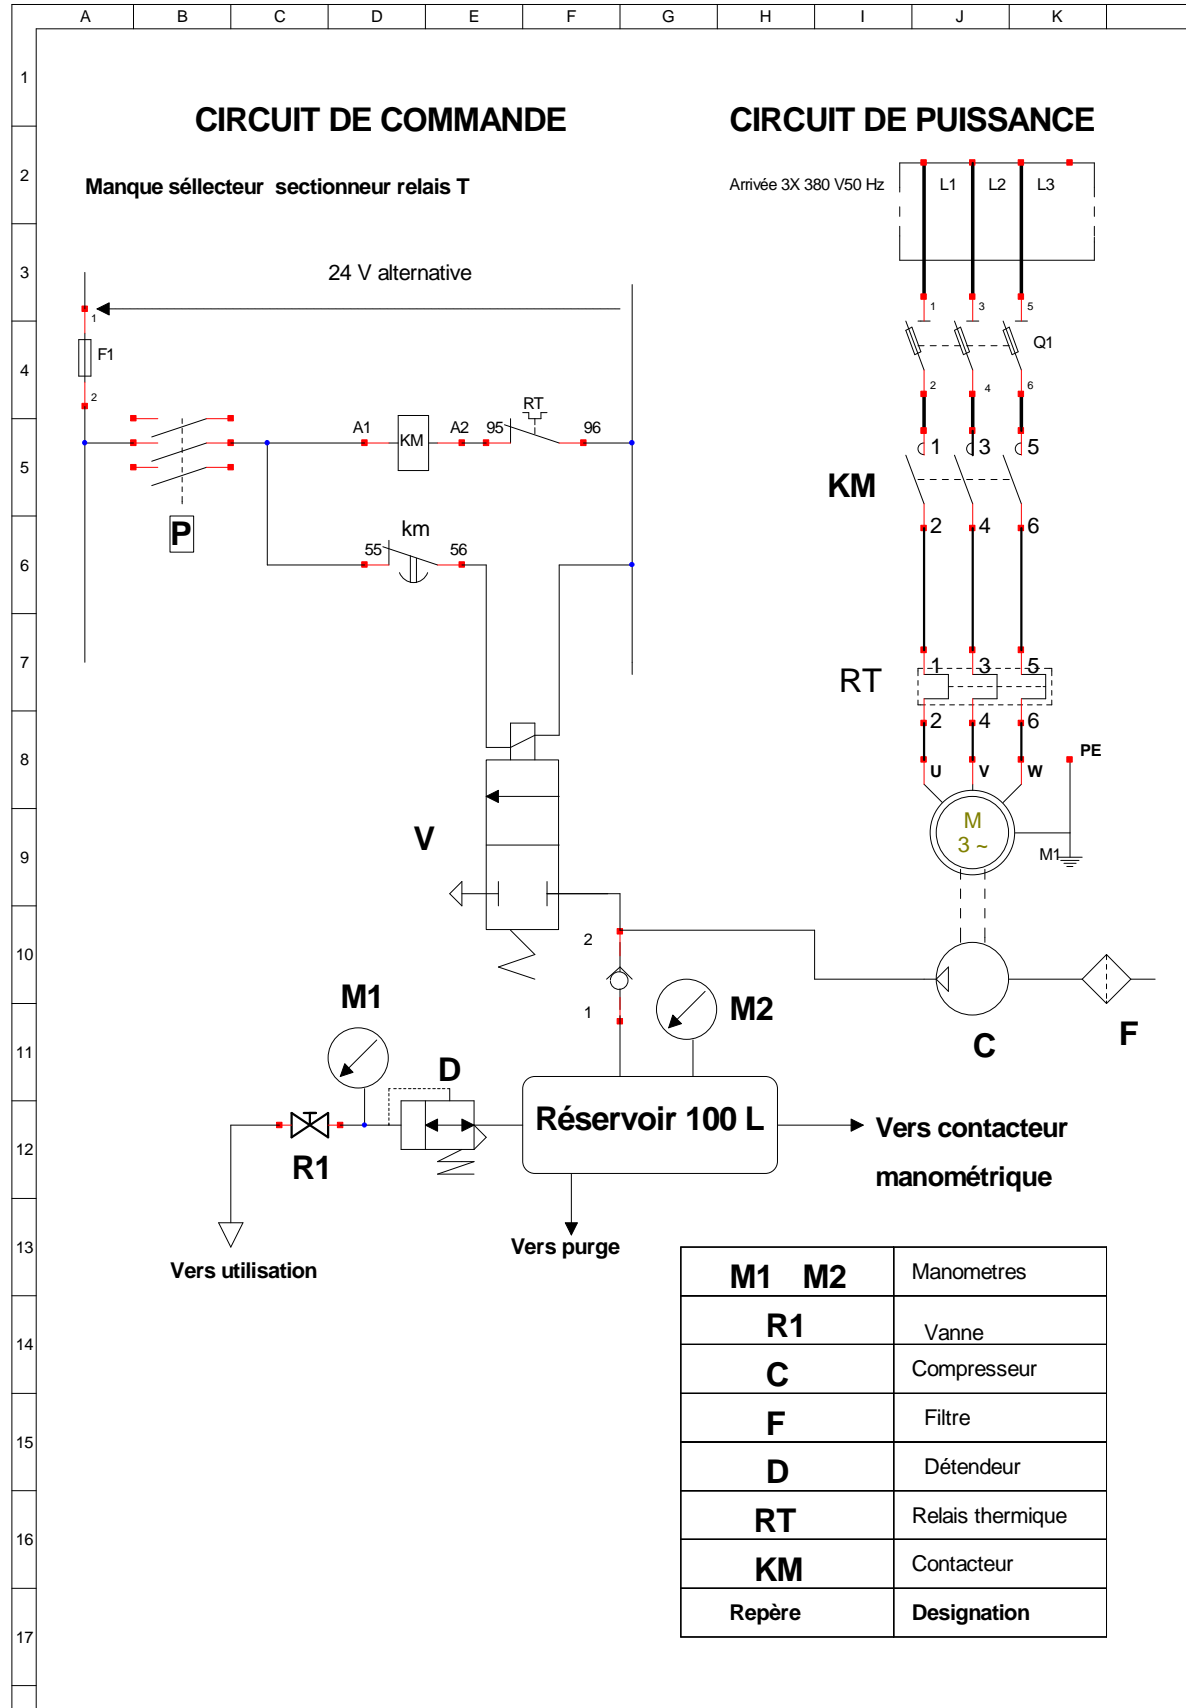 A B C D E F G H I J K
1
CIRCUIT DE COMMANDE
CIRCUIT DE PUISSANCE
2
Manque séllecteur sectionneur relais T
Arrivée 3X 380 V50 Hz
L1 L2 L3
3
24 V alternative
1
1 3 5
F1
Q1
4
2
2 4 6
RT
A1 KM A2 95 96
1 3 5
5
KM
P
km
2 4 6
55 56
6
7
1 3 5
RT
2 4 6
8
PE
U V W
M
3 ~
V
M1
9
2
10
1
M1
M2
F
C
11
D
Réservoir 100 L
Vers contacteur
manométrique
12
R1
13
Vers purge
Vers utilisation
M1 M2 Manometres
R1 Vanne
14
C Compresseur
F Filtre
15
D Détendeur
RT Relais thermique
16
KM Contacteur
Repère Designation
17